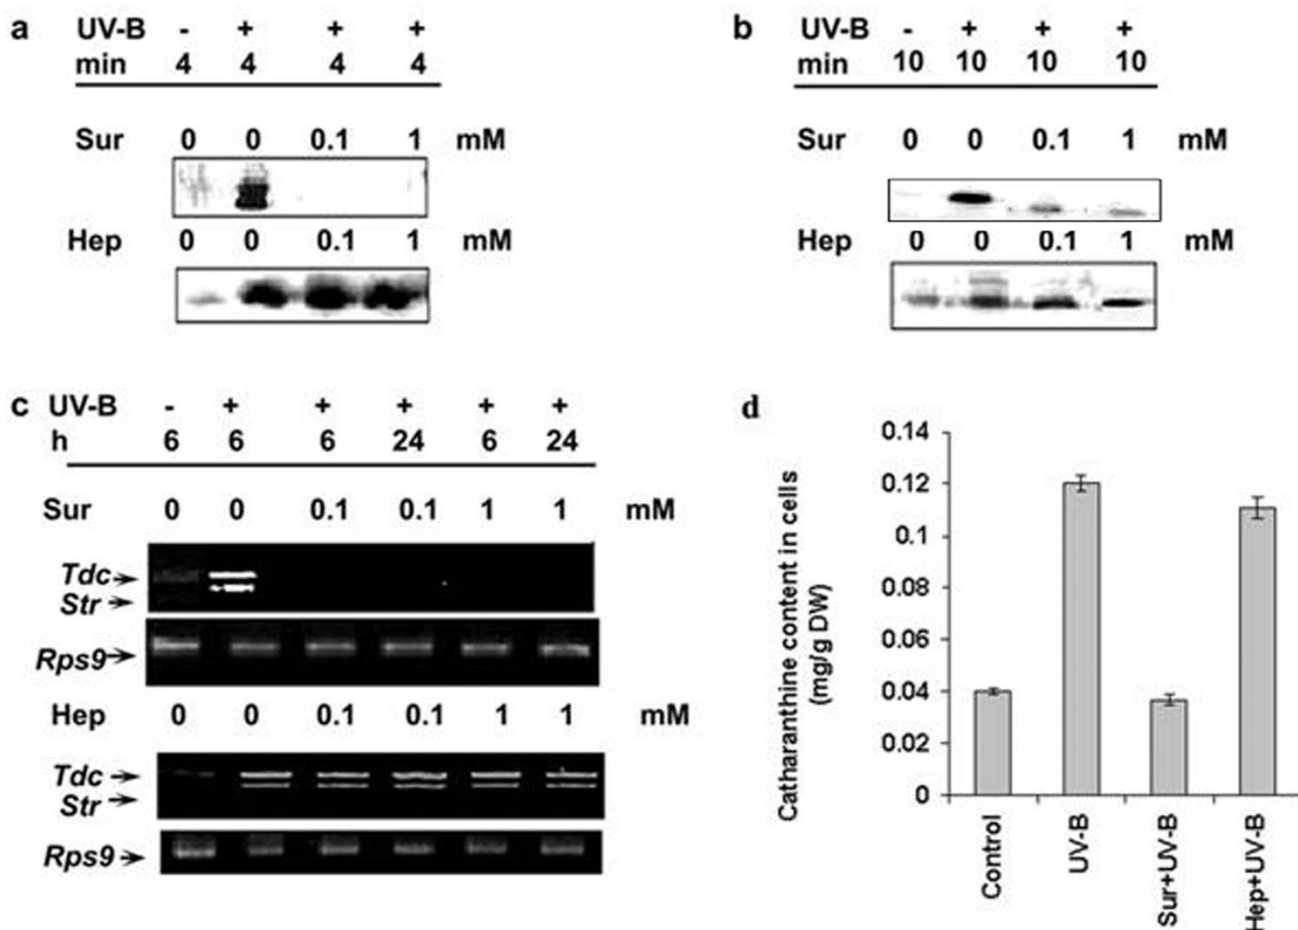 a
UV-B - + + +
min 4 4 4 4
Sur 0 0 0.1 1 mM
Hep 0 0 0.1 1 mM
b
UV-B - + + +
min 10 10 10 10
Sur 0 0 0.1 1 mM
Hep 0 0 0.1 1 mM
c
UV-B - + + + + +
h 6 6 6 24 6 24
Sur 0 0 0.1 0.1 1 1 mM
Tdc
Str
Rps9
Hep 0 0 0.1 0.1 1 1 mM
Tdc
Str
Rps9
d
Catharanthine content in cells
(mg/g DW)
0.14
0.12
0.1
0.08
0.06
0.04
0.02
0
Control
UV-B
Sur+UV-B
Hep+UV-B